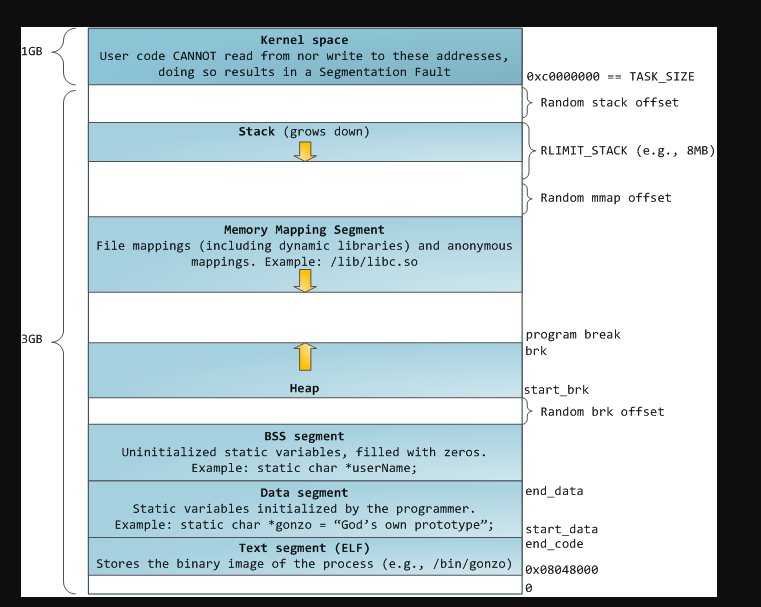 Kernel space
1GB
User code CANNOT read from nor write to these addresses,
doing so results in a Segmentation Fault
0xc0000000 == TASK_SIZE
Random stack offset
Stack (grows down)
RLIMIT_STACK (e.g., 8MB)
Random mmap offset
Memory Mapping Segment
File mappings (including dynamic libraries) and anonymous
mappings. Example: /lib/libc.so
3GB
program break
brk
Heap
start_brk
Random brk offset
BSS segment
Uninitialized static variables, filled with zeros.
Example: static char *userName;
Data segment
end_data
Static variables initialized by the programmer.
Example: static char *gonzo = “God’s own prototype”;
start_data
end_code
Text segment (ELF)
Stores the binary image of the process (e.g., /bin/gonzo)
0x08048000
0